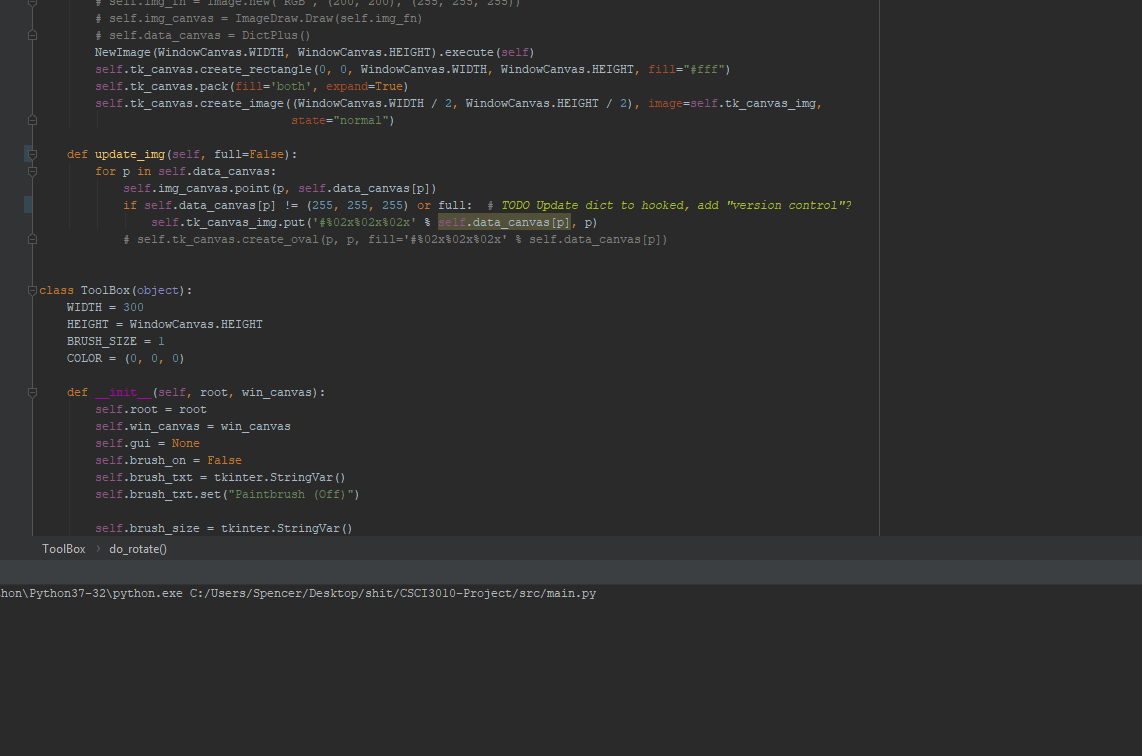 # self.img_fn = Image.new("RGB", (200, 200), (255, 255, 255))
# self.img_canvas = ImageDraw.Draw(self.img_fn)
# self.data_canvas = DictPlus()
NewImage(WindowCanvas.WIDTH, WindowCanvas.HEIGHT).execute(self)
self.tk_canvas.create_rectangle(0, 0, WindowCanvas.WIDTH, WindowCanvas.HEIGHT, fill="#fff")
self.tk_canvas.pack(fill='both', expand=True)
self.tk_canvas.create_image((WindowCanvas.WIDTH / 2, WindowCanvas.HEIGHT / 2), image=self.tk_canvas_img,
state="normal")
def update_img(self, full=False):
for p in self.data_canvas:
self.img_canvas.point(p, self.data_canvas[p])
if self.data_canvas[p] != (255, 255, 255) or full:  # TODO Update dict to hooked, add "version control"?
self.tk_canvas_img.put('#%02x%02x%02x' % self.data_canvas[p], p)
# self.tk_canvas.create_oval(p, p, fill='#%02x%02x%02x' % self.data_canvas[p])
class ToolBox(object):
WIDTH = 300
HEIGHT = WindowCanvas.HEIGHT
BRUSH_SIZE = 1
COLOR = (0, 0, 0)
def __init__(self, root, win_canvas):
self.root = root
self.win_canvas = win_canvas
self.gui = None
self.brush_on = False
self.brush_txt = tkinter.StringVar()
self.brush_txt.set("Paintbrush (Off)")
self.brush_size = tkinter.StringVar()
ToolBox › do_rotate()
hon\Python37-32\python.exe C:/Users/Spencer/Desktop/shit/CSCI3010-Project/src/main.py